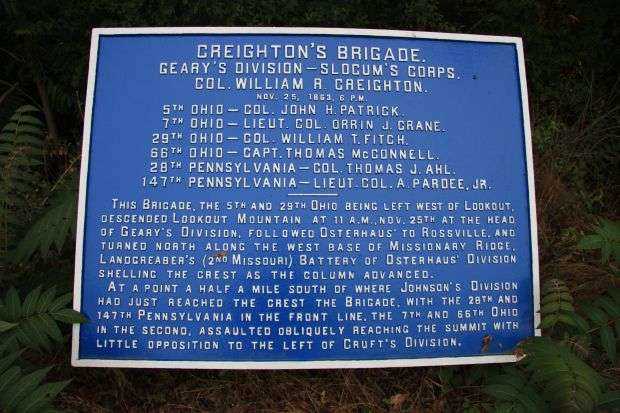 CREIGHTON'S BRIGADE.
GEARY'S DIVISION – SLOCUM'S CORPS.
COL. WILLIAM R. CREIGHTON.
NOV. 25, 1863, 6 P.M.
5TH OHIO – COL. JOHN H. PATRICK.
7TH OHIO – LIEUT. COL. ORRIN J. CRANE.
29TH OHIO – COL. WILLIAM T. FITCH.
66TH OHIO – CAPT. THOMAS MCCONNELL.
28TH PENNSYLVANIA – COL. THOMAS J. AHL.
147TH PENNSYLVANIA – LIEUT. COL. A. PARDEE, JR.
THIS BRIGADE, THE 5TH AND 29TH OHIO BEING LEFT WEST OF LOOKOUT,
DESCENDED LOOKOUT MOUNTAIN AT 11 A.M., NOV. 25TH AT THE HEAD
OF GEARY'S DIVISION, FOLLOWED OSTERHAUS' TO ROSSVILLE, AND
TURNED NORTH ALONG THE WEST BASE OF MISSIONARY RIDGE,
LANDGREABER'S (2ND MISSOURI) BATTERY OF OSTERHAUS' DIVISION
SHELLING THE CREST AS THE COLUMN ADVANCED.
AT A POINT A HALF A MILE SOUTH OF WHERE JOHNSON'S DIVISION
HAD JUST REACHED THE CREST THE BRIGADE, WITH THE 28TH AND
147TH PENNSYLVANIA IN THE FRONT LINE, THE 7TH AND 66TH OHIO
IN THE SECOND, ASSAULTED OBLIQUELY REACHING THE SUMMIT WITH
LITTLE OPPOSITION TO THE LEFT OF CRUFT'S DIVISION.